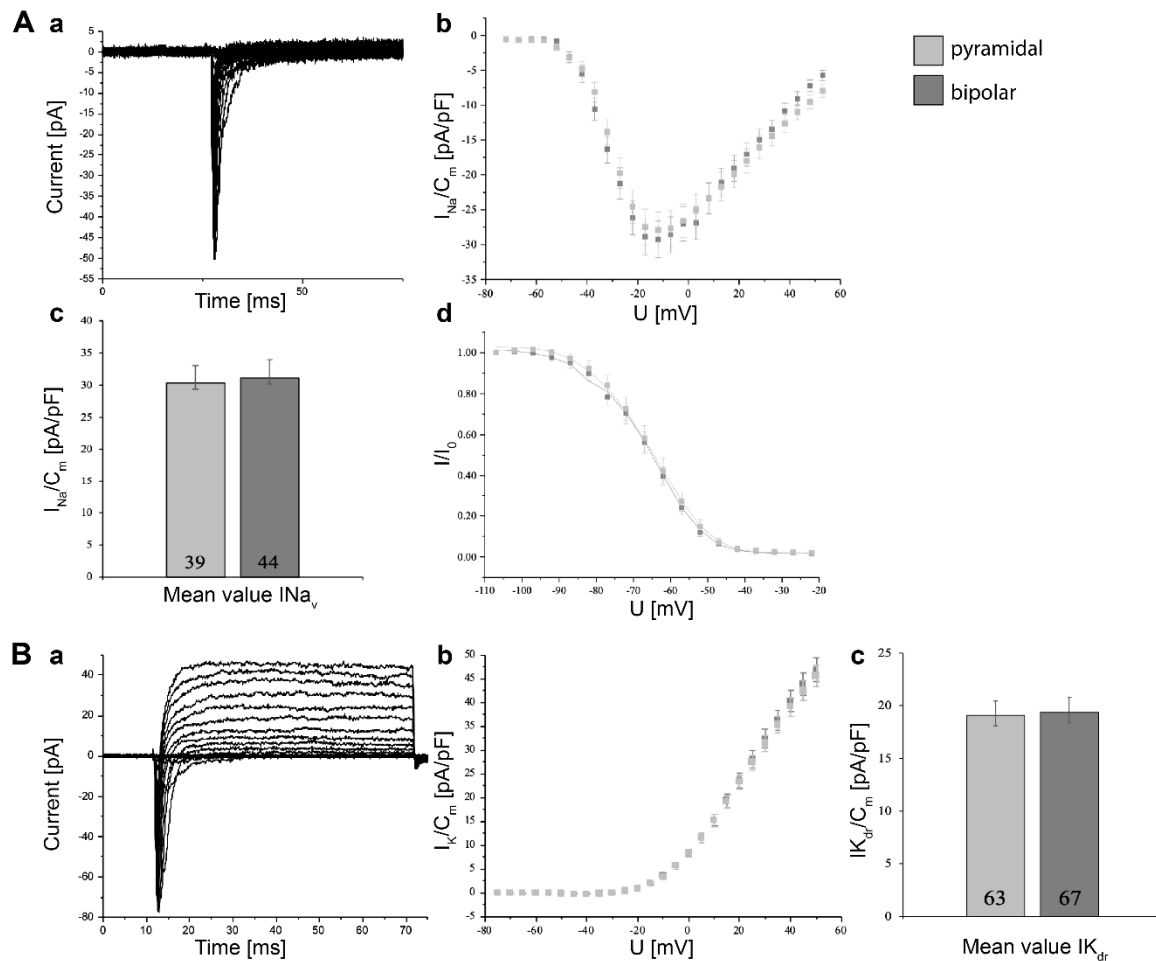 A
a
5
0
-5
-10
-15
-20
-25
-30
-35
-40
-45
-50
-55
Current [pA]
0
50
Time [ms]
b
0
-5
-10
-15
-20
-25
-30
-35
I_Na/C_m [pA/pF]
-80 -60 -40 -20 0 20 40 60
U [mV]
pyramidal
bipolar
c
40
35
30
25
20
15
10
5
0
I_Na/C_m [pA/pF]
39 44
Mean value INa_v
d
1.00
0.80
0.60
0.40
0.20
0.00
I/I_0
-110 -100 -90 -80 -70 -60 -50 -40 -30 -20
U [mV]
B
a
40
20
0
-20
-40
-60
-80
Current [pA]
0 10 20 30 40 50 60 70
Time [ms]
b
50
45
40
35
30
25
20
15
10
5
0
-5
I_K/C_m [pA/pF]
-80 -60 -40 -20 0 20 40 60
U [mV]
c
25
20
15
10
5
0
IK_dr/C_m [pA/pF]
63 67
Mean value IK_dr